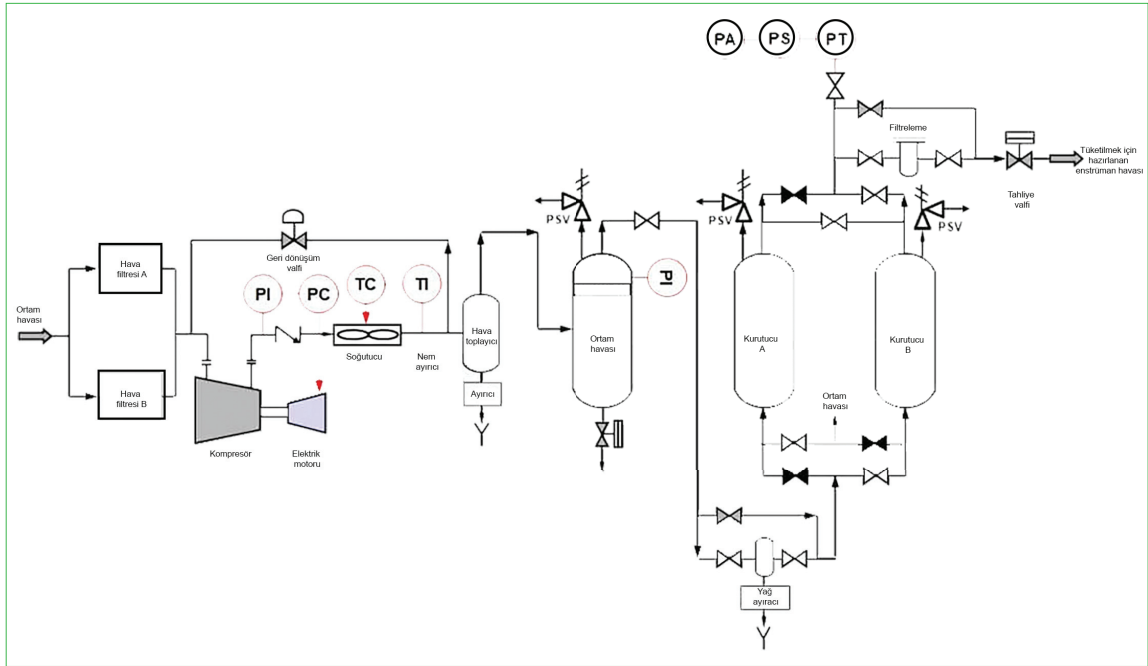 PA
PS
PT
Filtreleme
Tüketilmek için
hazırlanan
enstrüman havası
Tahliye
valfi
PSV
PSV
PSV
Geri dönüşüm
valfi
Hava
filtresi A
Ortam
havası
Hava
filtresi B
PI
PC
TC
TI
Soğutucu
Nem
ayırıcı
Kompresör
Elektrik
motoru
Hava
toplayıcı
Ayırıcı
Ortam
havası
PI
Kurutucu
A
Kurutucu
B
Ortam
havası
Yağ
ayıracı